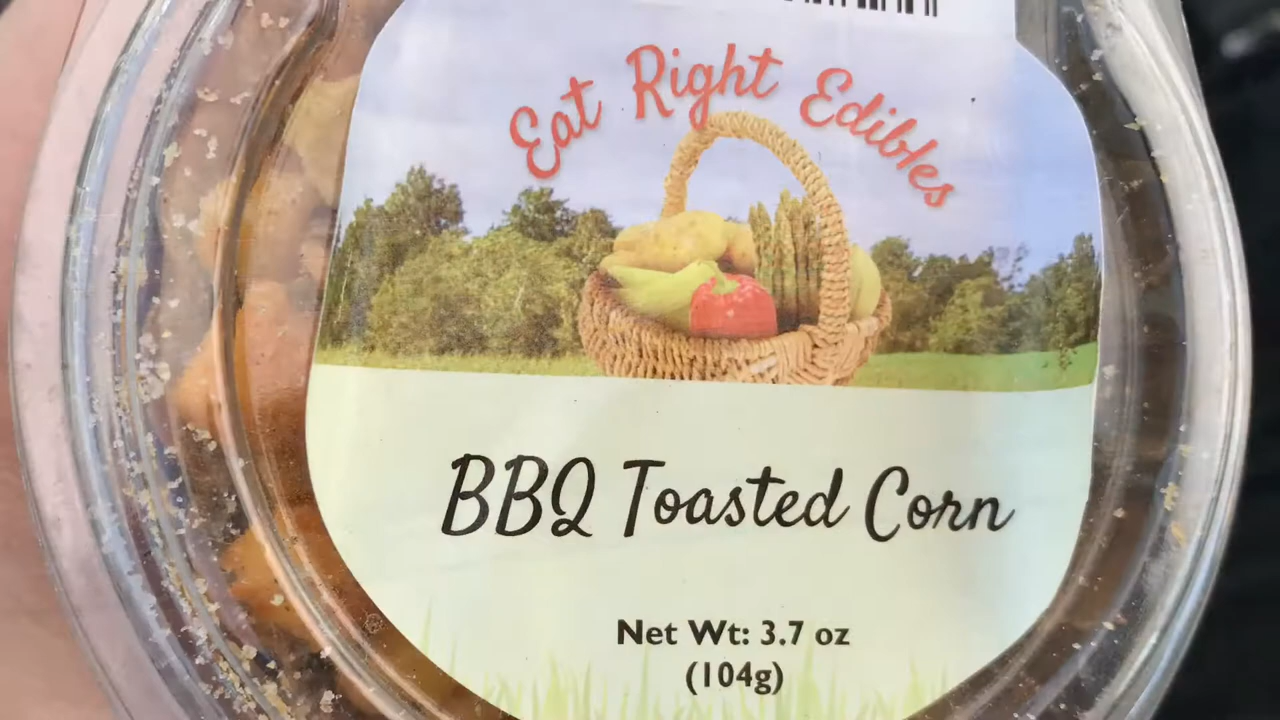 Eat Right Edibles
BBQ Toasted Corn
Net Wt: 3.7 oz
(104g)